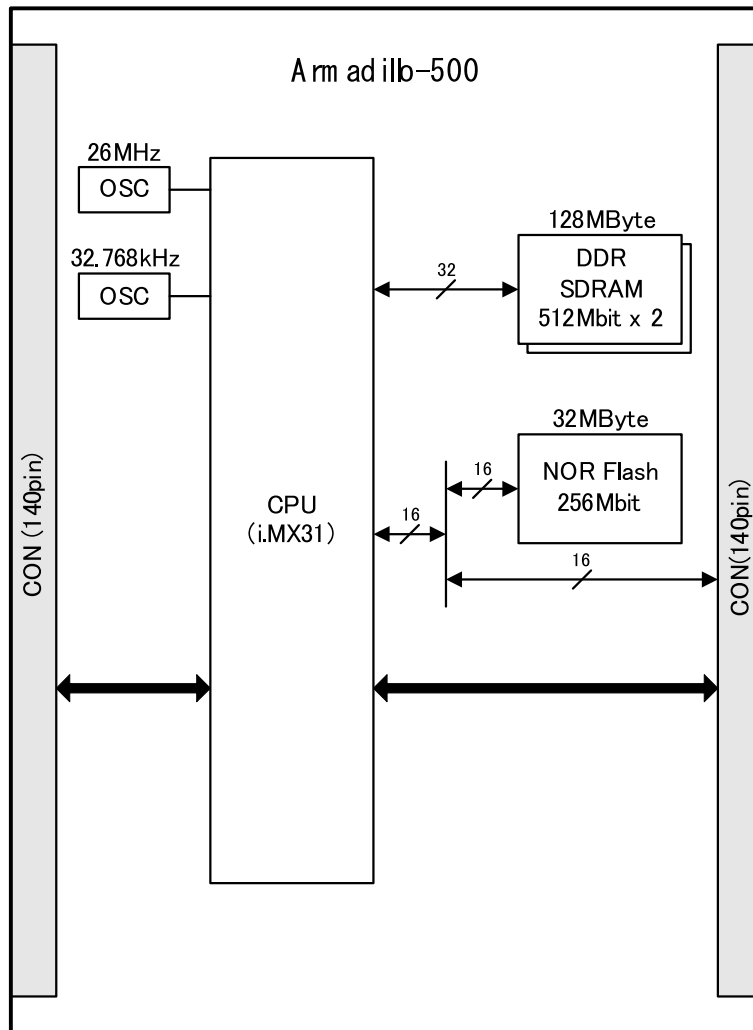 Armadillo-500
26MHz
OSC
32.768kHz
OSC
128MByte
DDR
SDRAM
512Mbit x 2
32
32MByte
NOR Flash
256Mbit
16
16
16
CPU
(i.MX31)
CON (140pin)
CON(140pin)